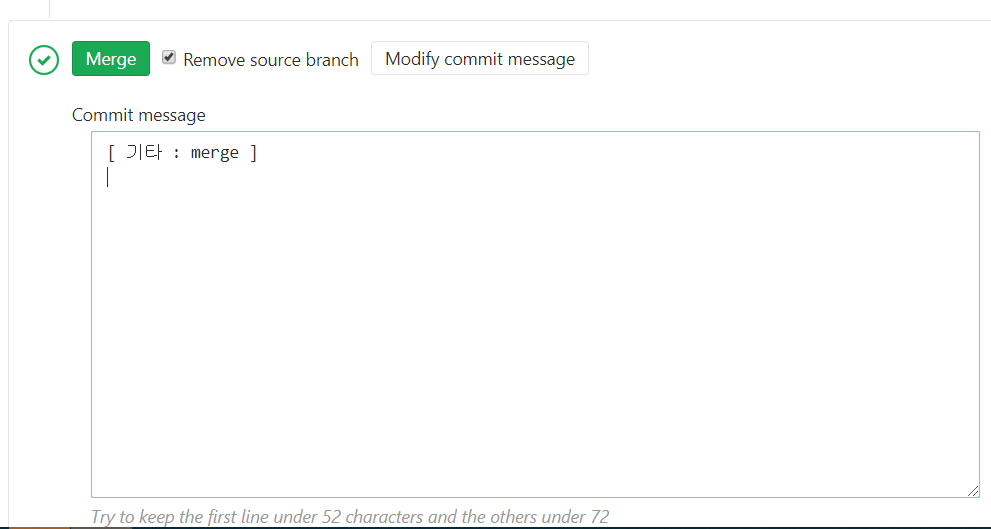 Merge Remove source branch Modify commit message
Commit message
[ 기타 : merge ]
Try to keep the first line under 52 characters and the others under 72